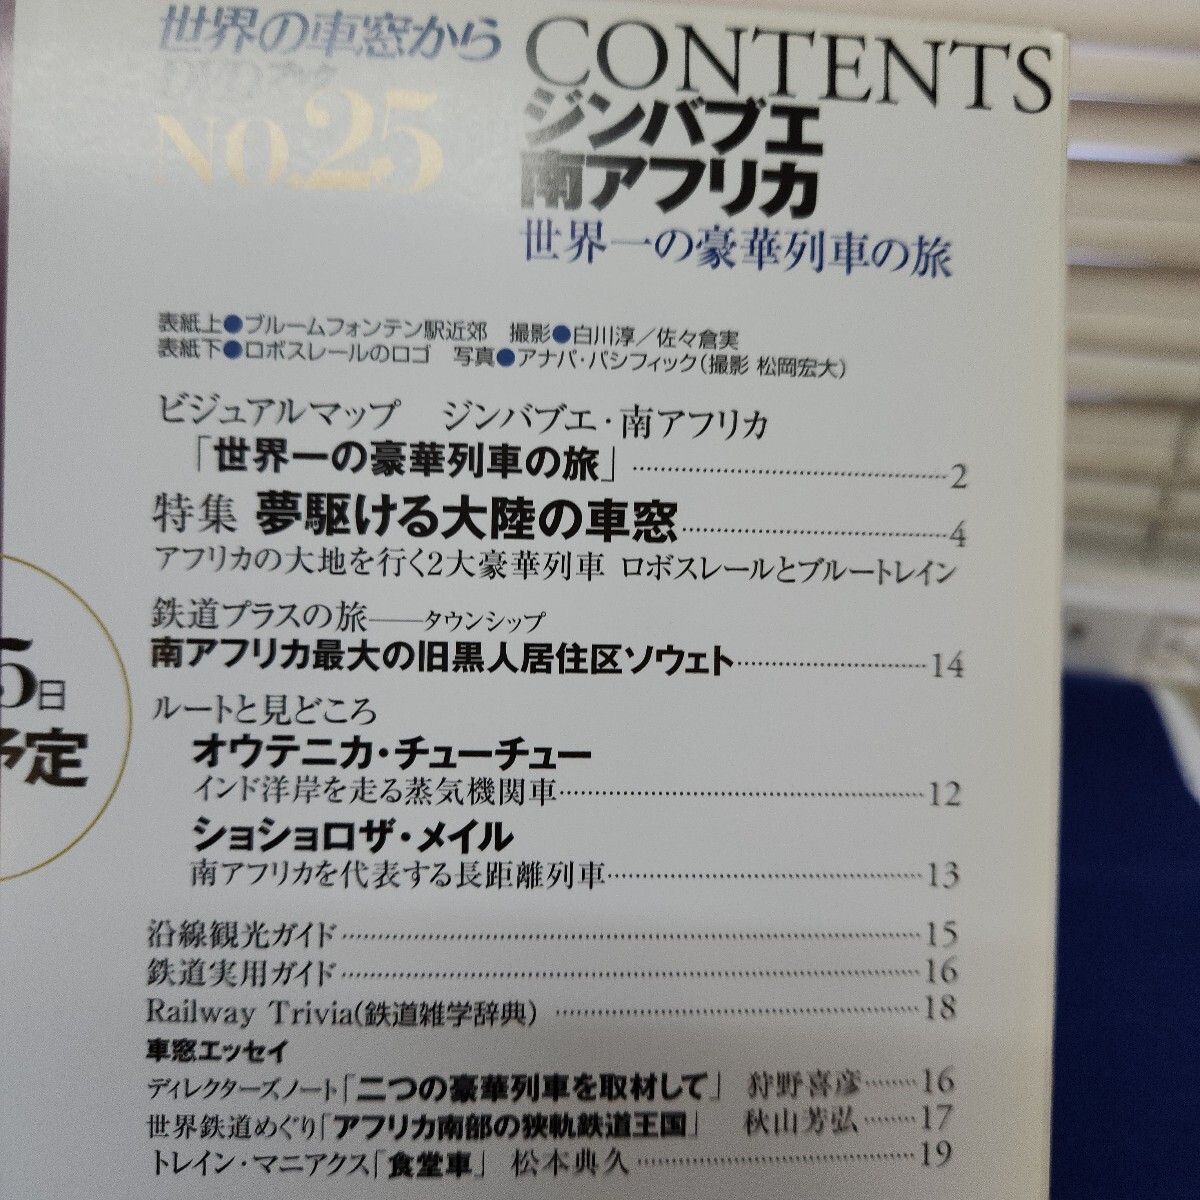 世界の車窓から
DVDブック
NO.25
CONTENTS
ジンバブエ
南アフリカ
世界一の豪華列車の旅
表紙上●ブルームフォンテン駅近郊　撮影●白川淳／佐々倉実
表紙下●ロボスレールのロゴ　写真●アナパ・パシフィック(撮影 松岡宏大)
ビジュアルマップ　ジンバブエ・南アフリカ
「世界一の豪華列車の旅」……2
特集 夢駆ける大陸の車窓……4
アフリカの大地を行く2大豪華列車 ロボスレールとブルートレイン
鉄道プラスの旅――タウンシップ
南アフリカ最大の旧黒人居住区ソウェト……14
ルートと見どころ
オウテニカ・チューチュー
インド洋岸を走る蒸気機関車……12
ショショロザ・メイル
南アフリカを代表する長距離列車……13
沿線観光ガイド……15
鉄道実用ガイド……16
Railway Trivia(鉄道雑学辞典)……18
車窓エッセイ
ディレクターズノート「二つの豪華列車を取材して」　狩野喜彦……16
世界鉄道めぐり「アフリカ南部の狭軌鉄道王国」　秋山芳弘……17
トレイン・マニアクス「食堂車」　松本典久……19
5日
予定